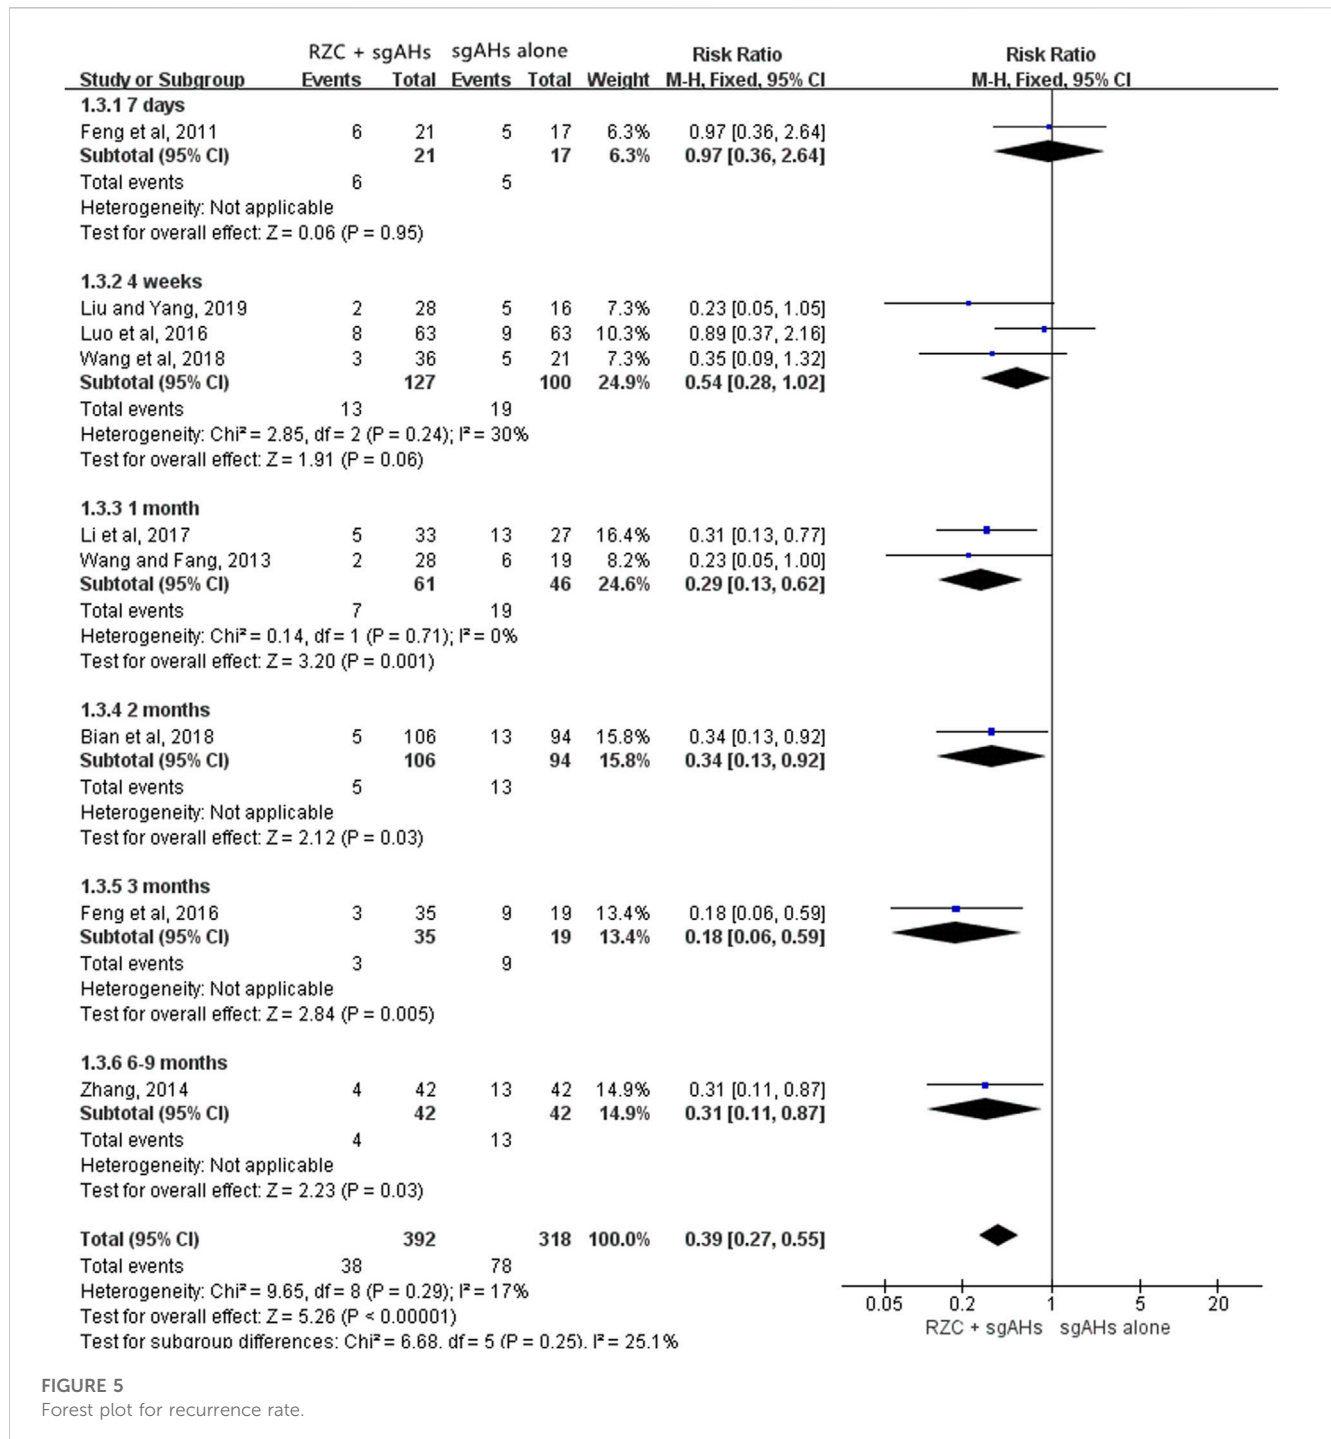 RZC + sgAHs sgAHs alone Risk Ratio Risk Ratio
Study or Subgroup Events Total Events Total Weight M-H, Fixed, 95% CI M-H, Fixed, 95% CI
1.3.1 7 days
Feng et al, 2011 6 21 5 17 6.3% 0.97 [0.36, 2.64]
Subtotal (95% CI) 21 17 6.3% 0.97 [0.36, 2.64]
Total events 6 5
Heterogeneity: Not applicable
Test for overall effect: Z = 0.06 (P = 0.95)
1.3.2 4 weeks
Liu and Yang, 2019 2 28 5 16 7.3% 0.23 [0.05, 1.05]
Luo et al, 2016 8 63 9 63 10.3% 0.89 [0.37, 2.16]
Wang et al, 2018 3 36 5 21 7.3% 0.35 [0.09, 1.32]
Subtotal (95% CI) 127 100 24.9% 0.54 [0.28, 1.02]
Total events 13 19
Heterogeneity: Chi² = 2.85, df = 2 (P = 0.24); I² = 30%
Test for overall effect: Z = 1.91 (P = 0.06)
1.3.3 1 month
Li et al, 2017 5 33 13 27 16.4% 0.31 [0.13, 0.77]
Wang and Fang, 2013 2 28 6 19 8.2% 0.23 [0.05, 1.00]
Subtotal (95% CI) 61 46 24.6% 0.29 [0.13, 0.62]
Total events 7 19
Heterogeneity: Chi² = 0.14, df = 1 (P = 0.71); I² = 0%
Test for overall effect: Z = 3.20 (P = 0.001)
1.3.4 2 months
Bian et al, 2018 5 106 13 94 15.8% 0.34 [0.13, 0.92]
Subtotal (95% CI) 106 94 15.8% 0.34 [0.13, 0.92]
Total events 5 13
Heterogeneity: Not applicable
Test for overall effect: Z = 2.12 (P = 0.03)
1.3.5 3 months
Feng et al, 2016 3 35 9 19 13.4% 0.18 [0.06, 0.59]
Subtotal (95% CI) 35 19 13.4% 0.18 [0.06, 0.59]
Total events 3 9
Heterogeneity: Not applicable
Test for overall effect: Z = 2.84 (P = 0.005)
1.3.6 6-9 months
Zhang, 2014 4 42 13 42 14.9% 0.31 [0.11, 0.87]
Subtotal (95% CI) 42 42 14.9% 0.31 [0.11, 0.87]
Total events 4 13
Heterogeneity: Not applicable
Test for overall effect: Z = 2.23 (P = 0.03)
Total (95% CI) 392 318 100.0% 0.39 [0.27, 0.55]
Total events 38 78
Heterogeneity: Chi² = 9.65, df = 8 (P = 0.29); I² = 17%
Test for overall effect: Z = 5.26 (P < 0.00001)
Test for subgroup differences: Chi² = 6.68, df = 5 (P = 0.25), I² = 25.1%
0.05 0.2 1 5 20
RZC + sgAHs sgAHs alone
FIGURE 5
Forest plot for recurrence rate.